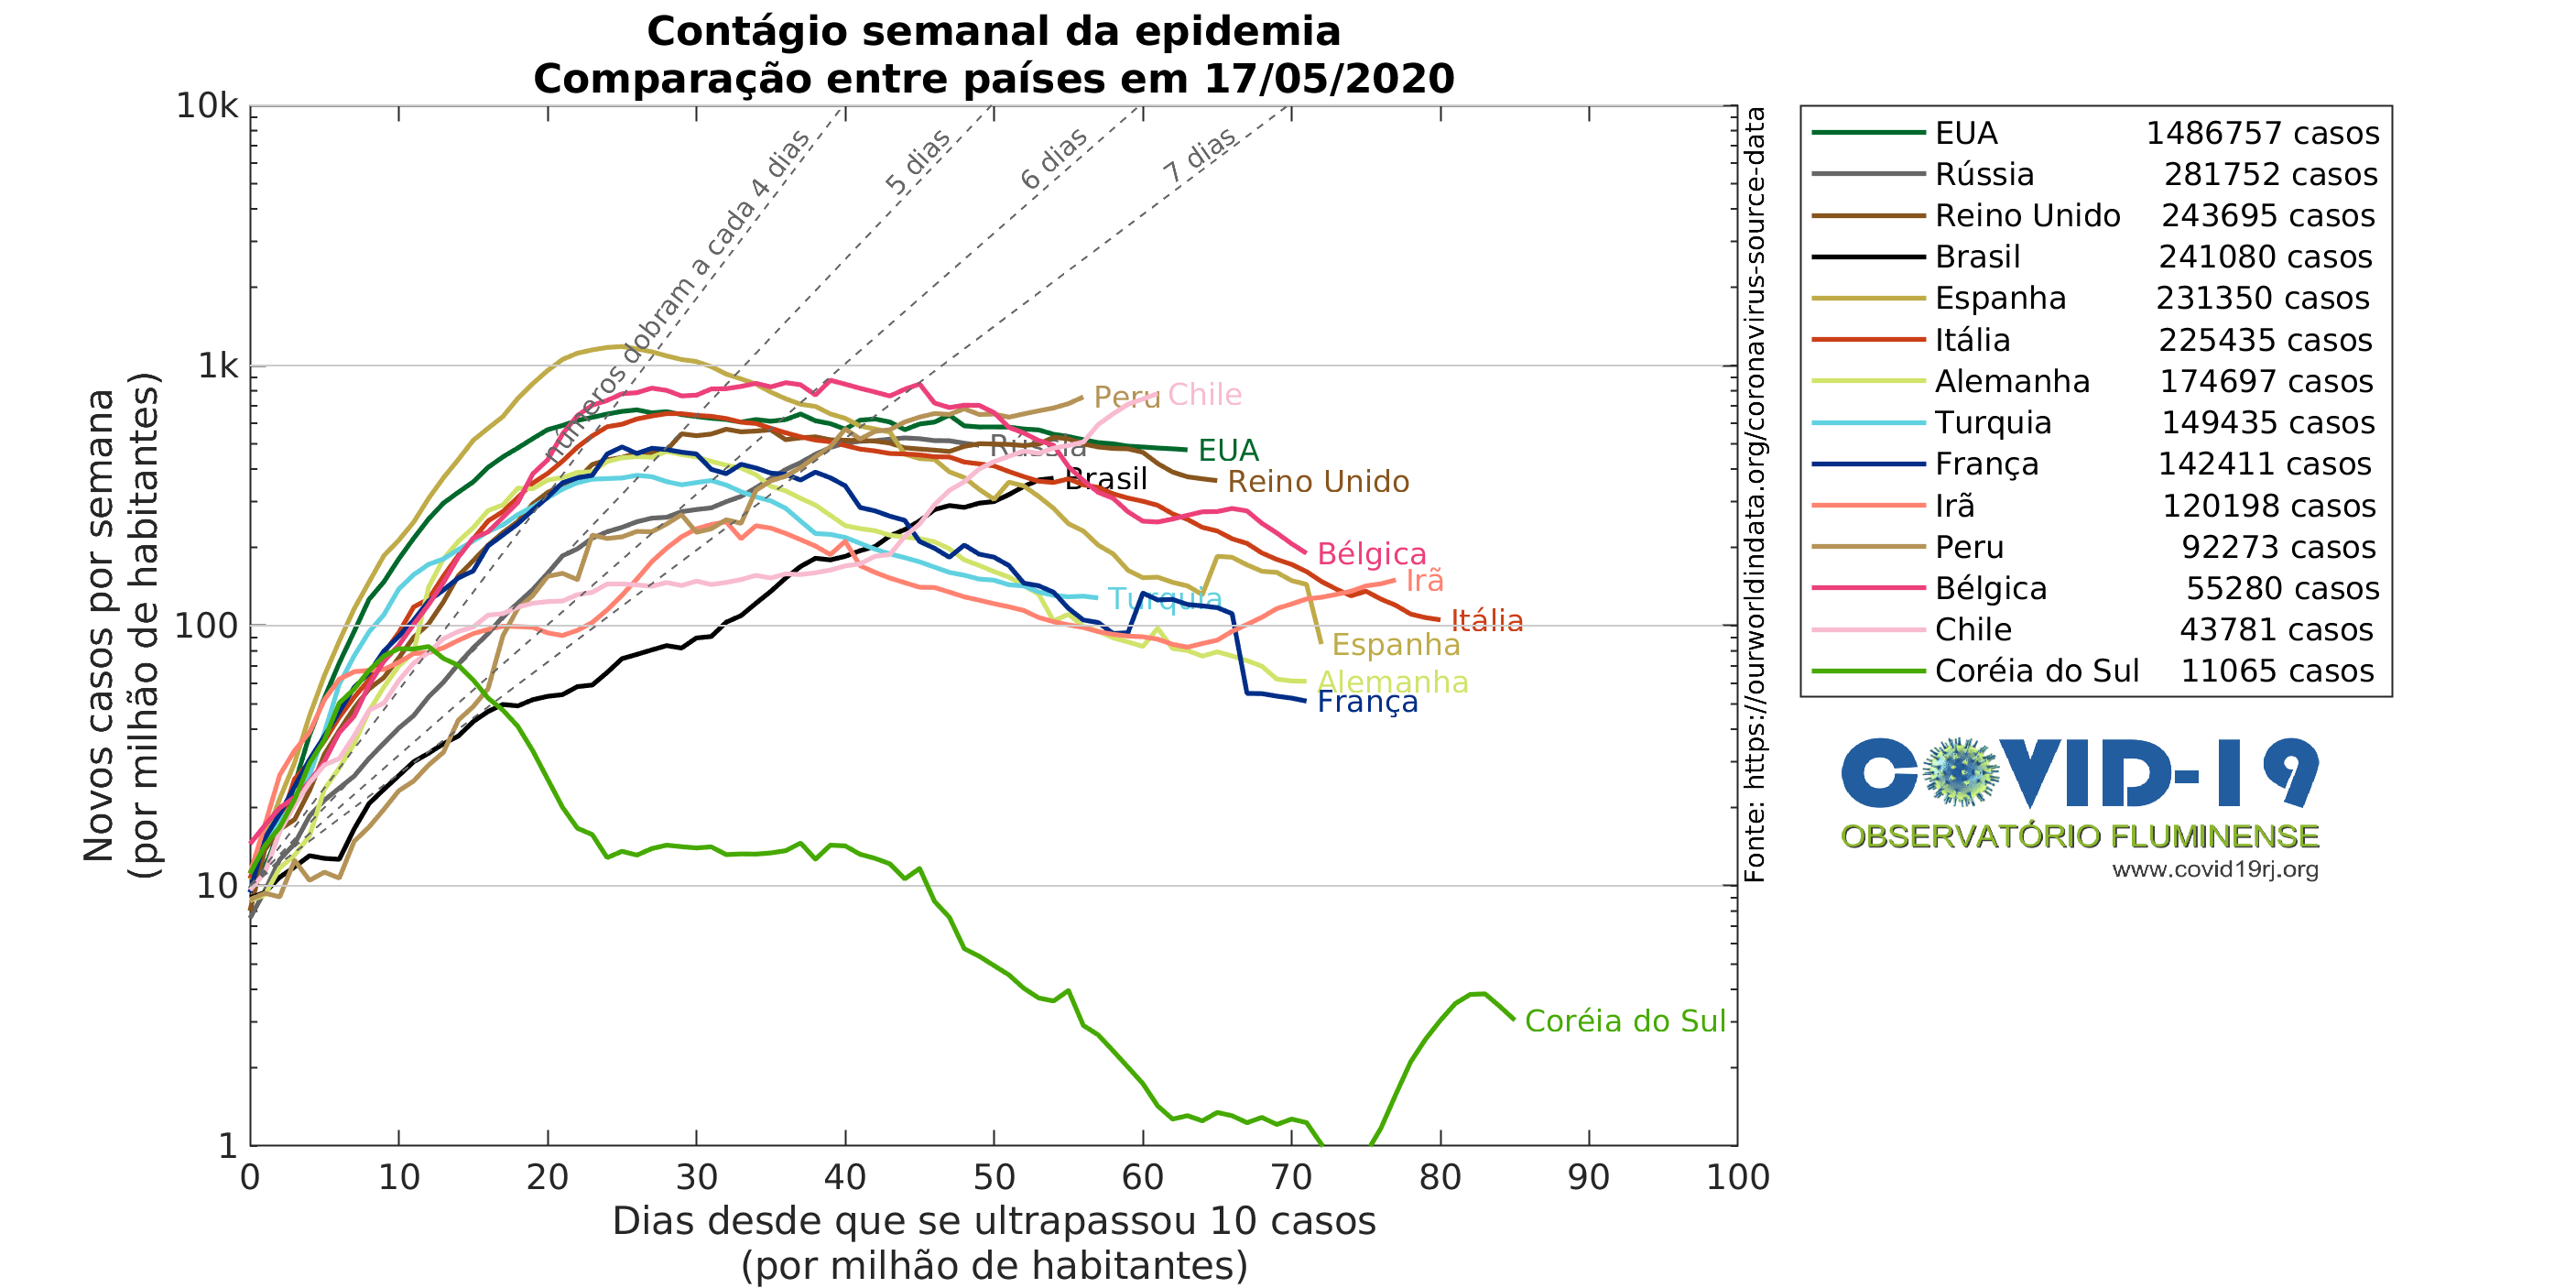 Contágio semanal da epidemia
Comparação entre países em 17/05/2020
Novos casos por semana
(por milhão de habitantes)
10k
1k
100
10
1
0 10 20 30 40 50 60 70 80 90 100
Dias desde que se ultrapassou 10 casos
(por milhão de habitantes)
números dobram a cada 4 dias
5 dias
6 dias
7 dias
Peru
Chile
Rússia
EUA
Brasil
Reino Unido
Bélgica
Irã
Turquia
Itália
Espanha
Alemanha
França
Coréia do Sul
Fonte: https://ourworldindata.org/coronavirus-source-data
EUA 1486757 casos
Rússia 281752 casos
Reino Unido 243695 casos
Brasil 241080 casos
Espanha 231350 casos
Itália 225435 casos
Alemanha 174697 casos
Turquia 149435 casos
França 142411 casos
Irã 120198 casos
Peru 92273 casos
Bélgica 55280 casos
Chile 43781 casos
Coréia do Sul 11065 casos
COVID-19
OBSERVATÓRIO FLUMINENSE
www.covid19rj.org